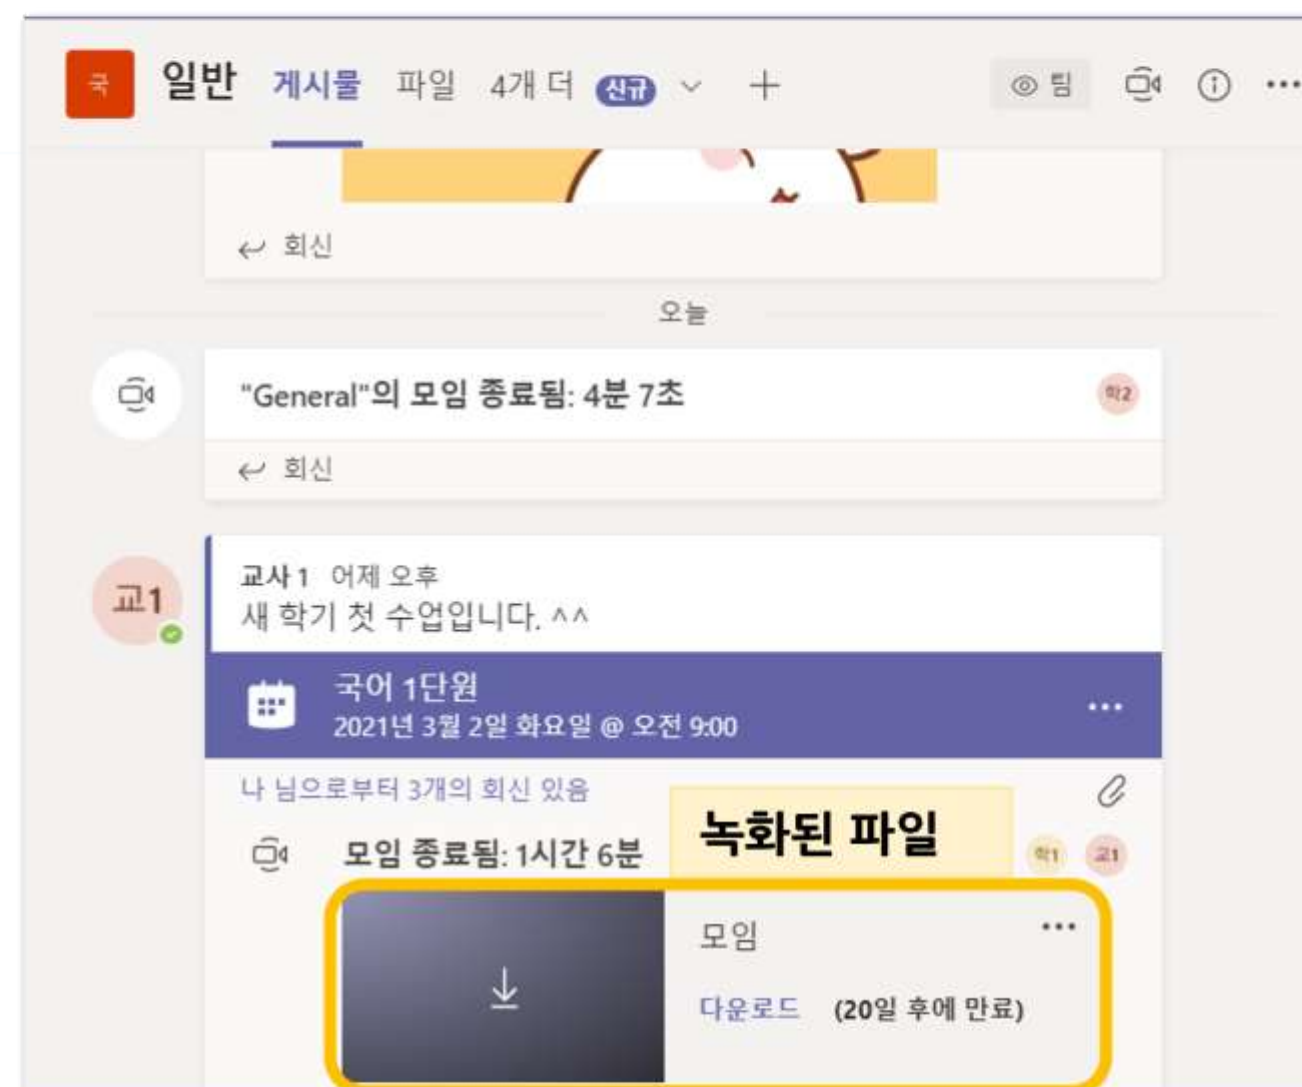 국 일반 게시물 파일 4개 더 신규 팀
회신
오늘
"General"의 모임 종료됨: 4분 7초 학2
회신
교1 교사 1 어제 오후
새 학기 첫 수업입니다. ^^
국어 1단원
2021년 3월 2일 화요일 @ 오전 9:00
나 님으로부터 3개의 회신 있음
녹화된 파일
모임 종료됨: 1시간 6분 학1 교1
모임
다운로드 (20일 후에 만료)